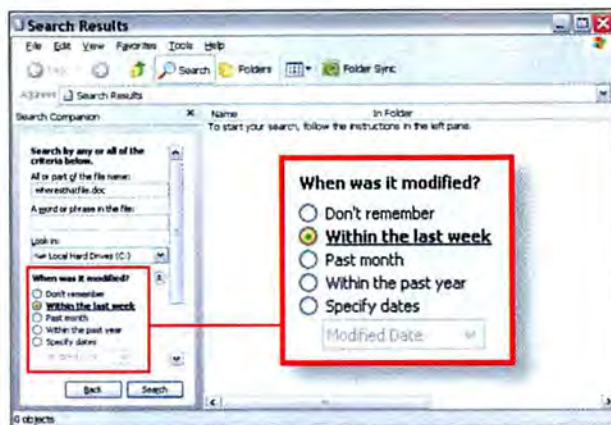 Search Results
File Edit View Favorites Tools Help
Search Folders Folder Sync
Address Search Results
Search Companion
Name In Folder
To start your search, follow the instructions in the left pane.
Search by any or all of the
criteria below.
All or part of the file name:
wheresthatfile.doc
A word or phrase in the file:
Look in:
Local Hard Drives (C:)
When was it modified?
Don't remember
Within the last week
Past month
Within the past year
Specify dates
Back Search
0 objects
When was it modified?
Don't remember
Within the last week
Past month
Within the past year
Specify dates
Modified Date